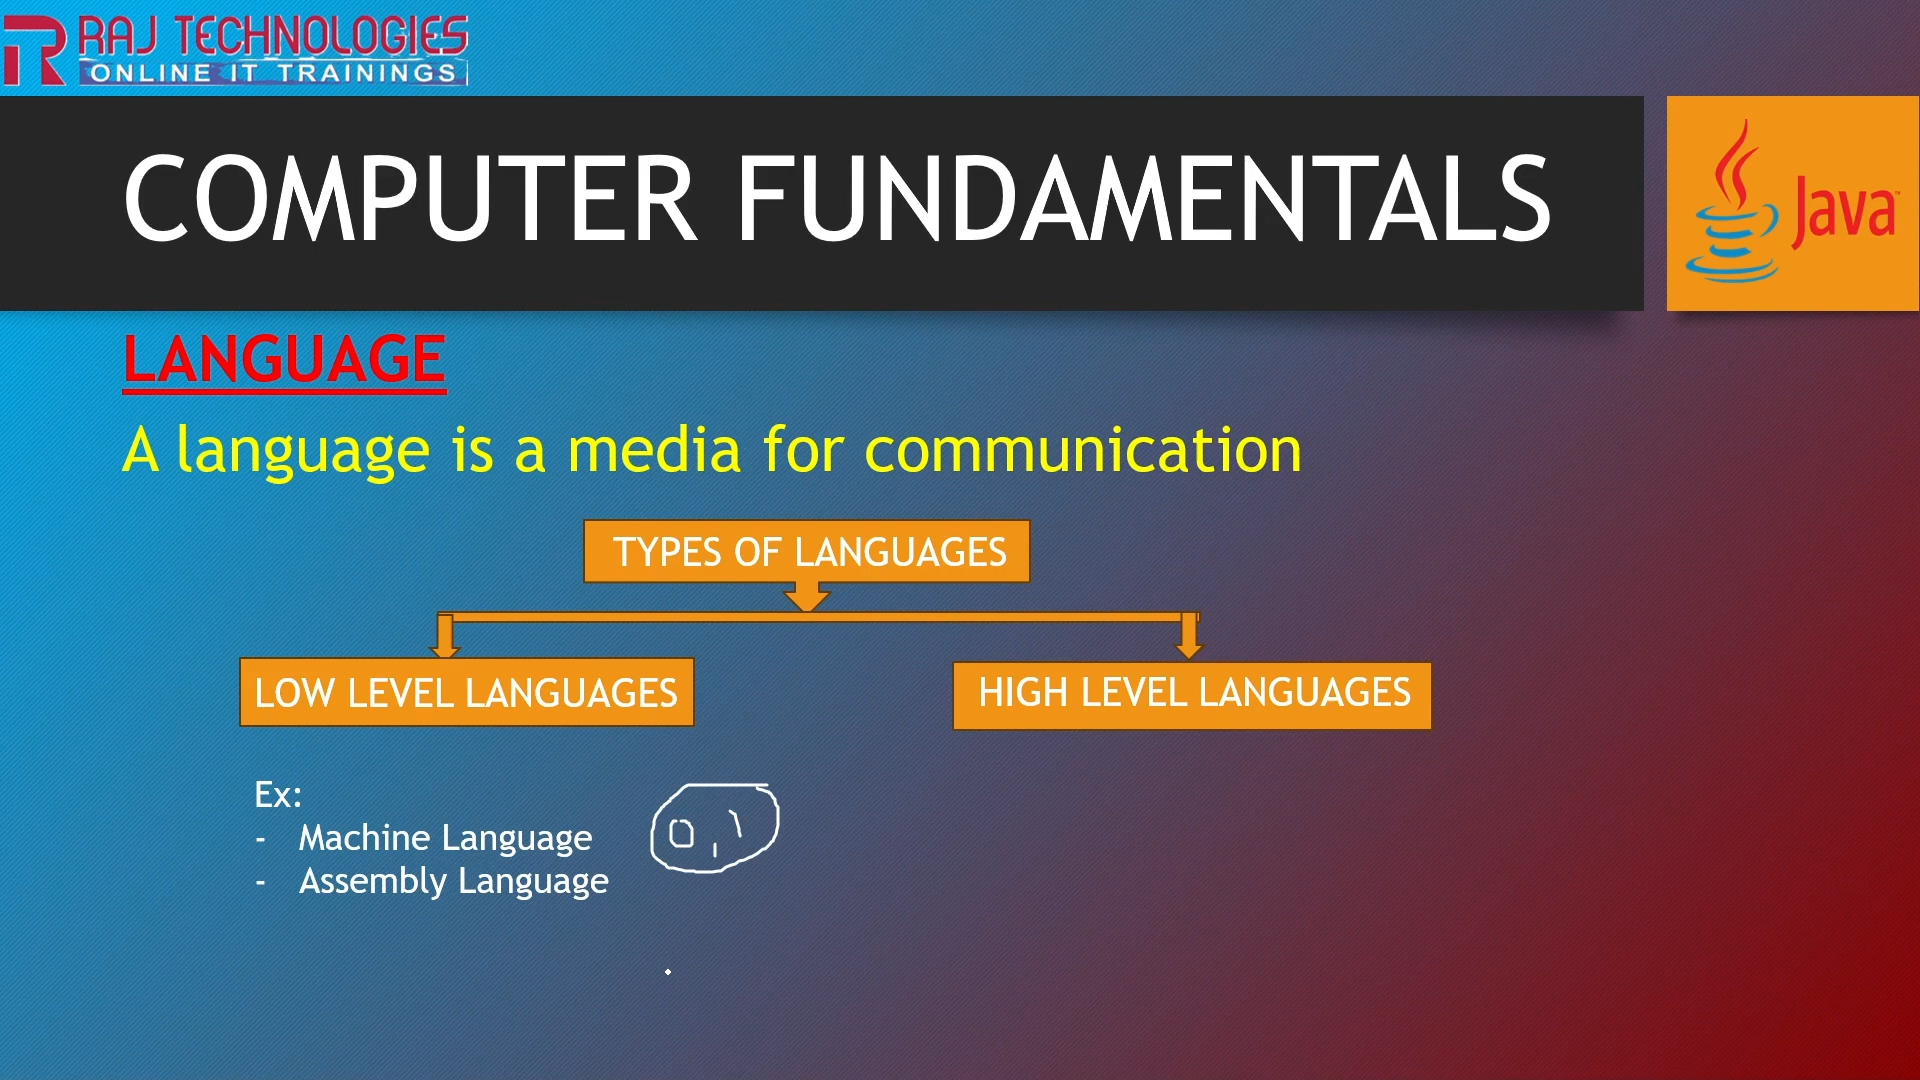 RAJ TECHNOLOGIES
ONLINE IT TRAININGS
COMPUTER FUNDAMENTALS
Java™
LANGUAGE
A language is a media for communication
TYPES OF LANGUAGES
LOW LEVEL LANGUAGES
HIGH LEVEL LANGUAGES
Ex:
- Machine Language
0, 1
- Assembly Language